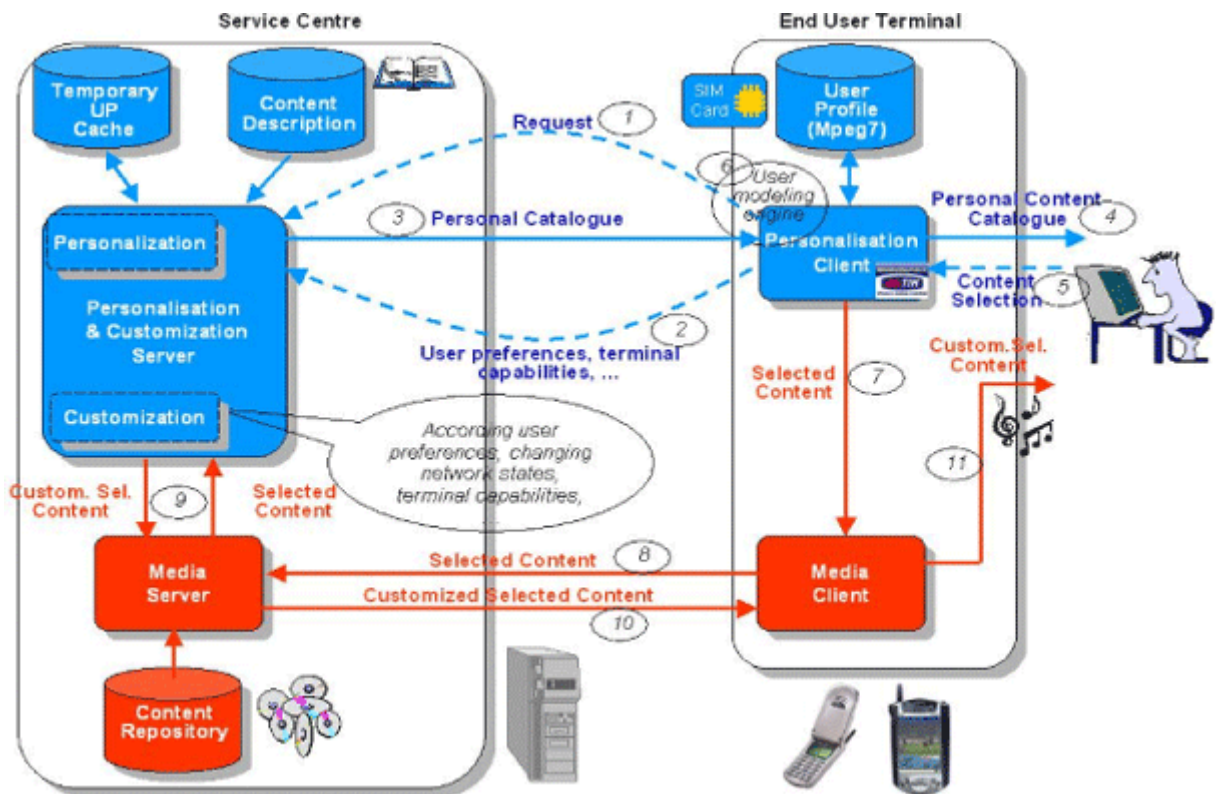 Service Centre
End User Terminal
Temporary
UP
Cache
Content
Description
SIM
Card
User
Profile
(Mpeg7)
Request
1
6
User
modeling
engine
3
Personal Catalogue
Personal Content
Catalogue
4
Personalization
Personalisation
Client
TIM
Content
Selection
5
Personalisation
& Customization
Server
2
User preferences, terminal
capabilities, ...
Custom.Sel.
Content
Selected
Content
7
Customization
According user
preferences, changing
network states,
terminal capabilities,
...
11
Custom. Sel.
Content
9
Selected
Content
Selected Content
8
Media
Server
Media
Client
Customized Selected Content
10
Content
Repository